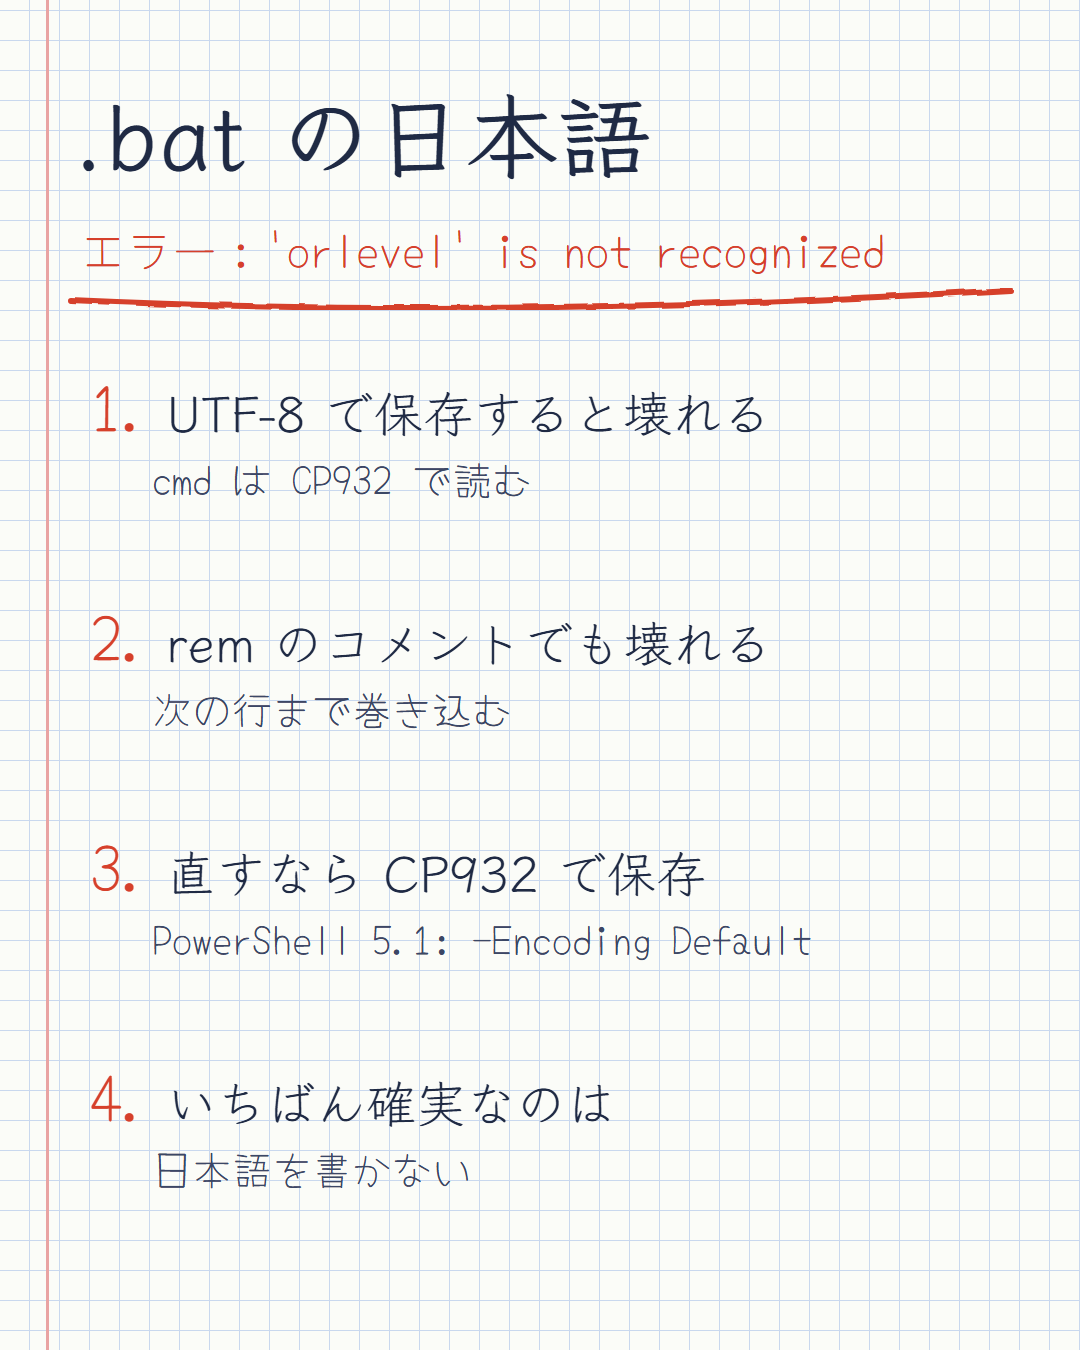 .bat の日本語
エラー：'orlevel' is not recognized
1. UTF-8 で保存すると壊れる
cmd は CP932 で読む
2. rem のコメントでも壊れる
次の行まで巻き込む
3. 直すなら CP932 で保存
PowerShell 5.1: -Encoding Default
4. いちばん確実なのは
日本語を書かない